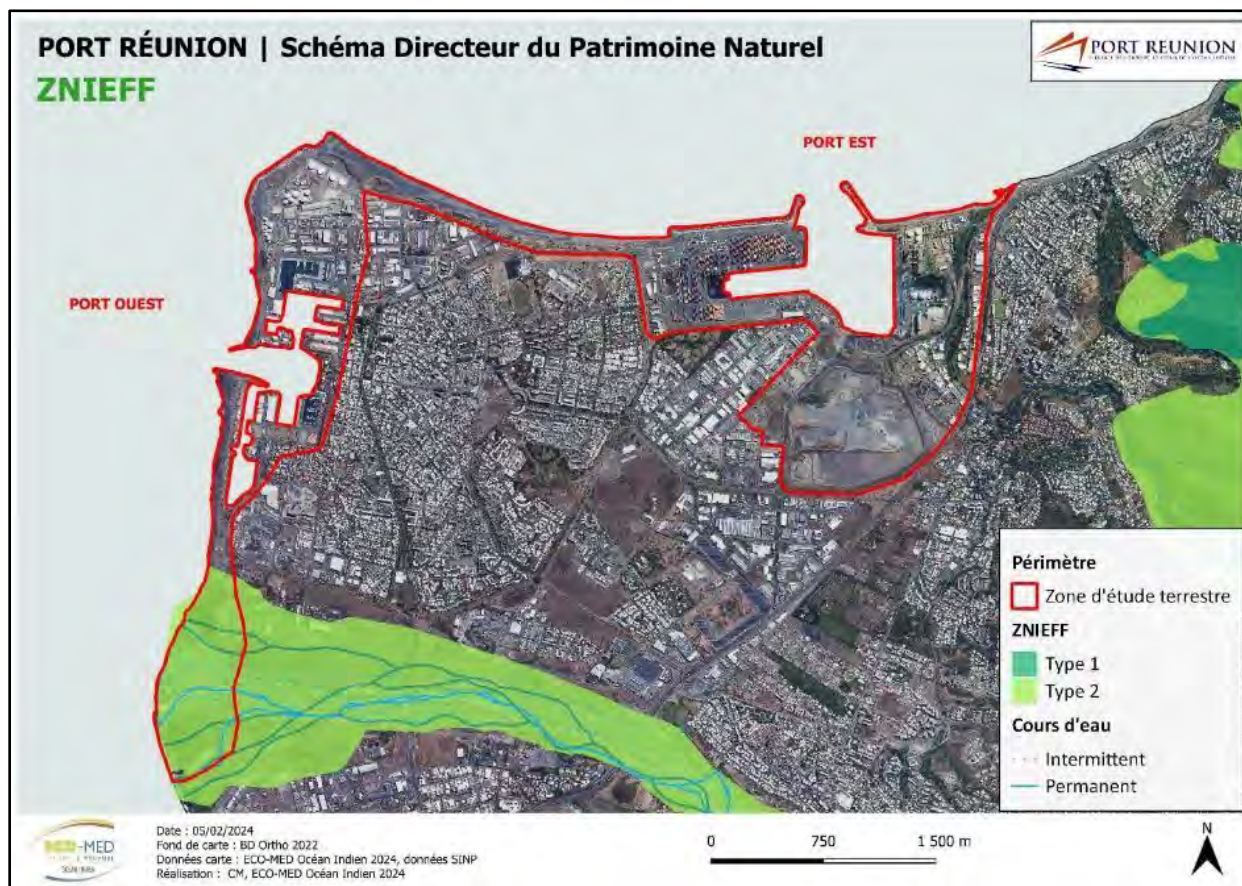 PORT RÉUNION | Schéma Directeur du Patrimoine Naturel
ZNIEFF
PORT REUNION
PORT EST
PORT OUEST
Périmètre
Zone d'étude terrestre
ZNIEFF
Type 1
Type 2
Cours d'eau
Intermittent
Permanent
ECO-MED
Date : 05/02/2024
Fond de carte : BD Ortho 2022
Données carte : ECO-MED Océan Indien 2024, données SINP
Réalisation : CM, ECO-MED Océan Indien 2024
0 750 1 500 m
N